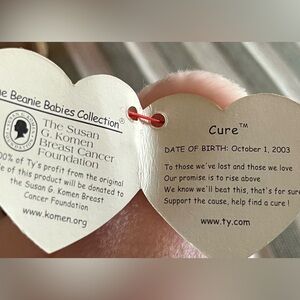 he Beanie Babies Collection®
The Susan
G. Komen
Breast Cancer
Foundation
00% of Ty's profit from the original
le of this product will be donated to
the Susan G. Komen Breast
Cancer Foundation
www.komen.org
Cure™
DATE OF BIRTH: October 1, 2003
To those we've lost and those we love
Our promise is to rise above
We know we'll beat this, that's for sure
Support the cause, help find a cure !
www.ty.com